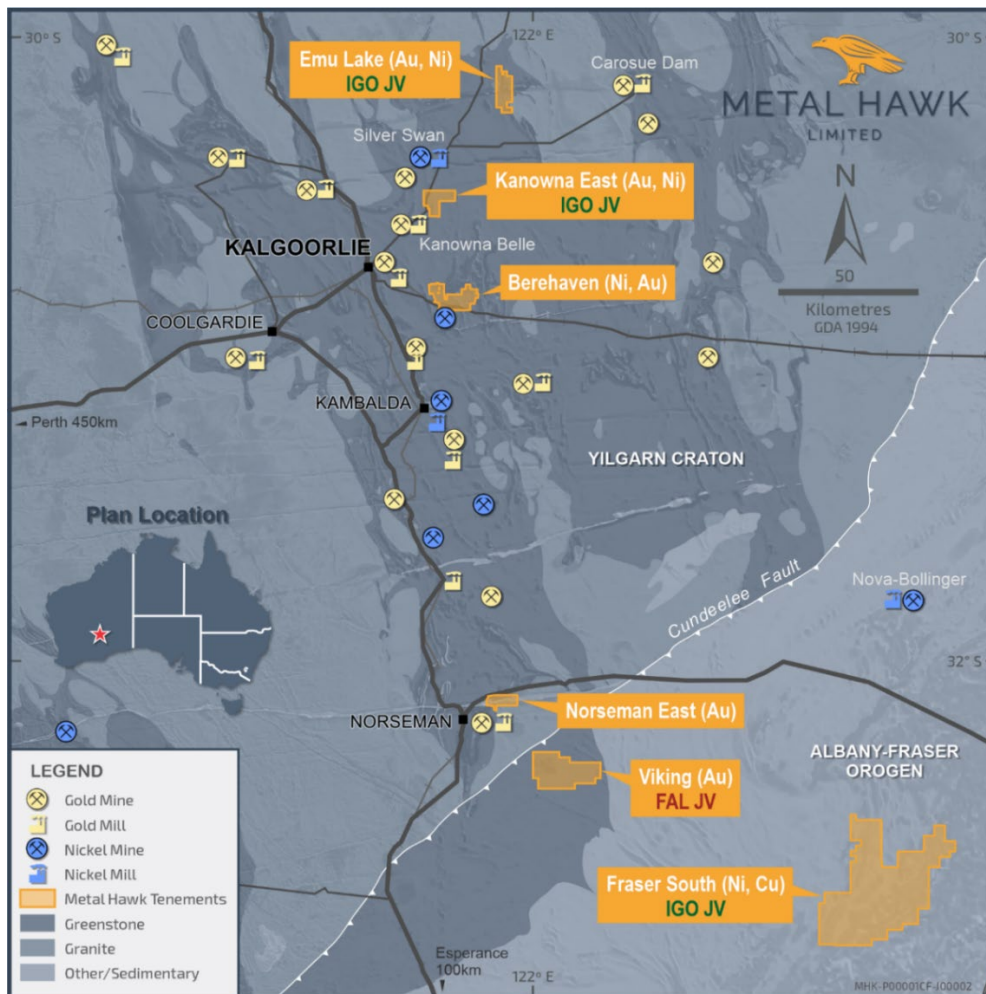 30° S
122° E
30° S
Emu Lake (Au, Ni)
IGO JV
Carosue Dam
METAL HAWK
LIMITED
Silver Swan
Kanowna East (Au, Ni)
IGO JV
N
KALGOORLIE
Kanowna Belle
50
Kilometres
GDA 1994
Berehaven (Ni, Au)
COOLGARDIE
KAMBALDA
Perth 450km
YILGARN CRATON
Plan Location
Cundeelee Fault
Nova-Bollinger
32° S
NORSEMAN
Norseman East (Au)
ALBANY-FRASER
OROGEN
Viking (Au)
FAL JV
LEGEND
Gold Mine
Gold Mill
Nickel Mine
Nickel Mill
Metal Hawk Tenements
Greenstone
Granite
Other/Sedimentary
Fraser South (Ni, Cu)
IGO JV
Esperance
100km
122° E
MHK-P00001CF-J00002